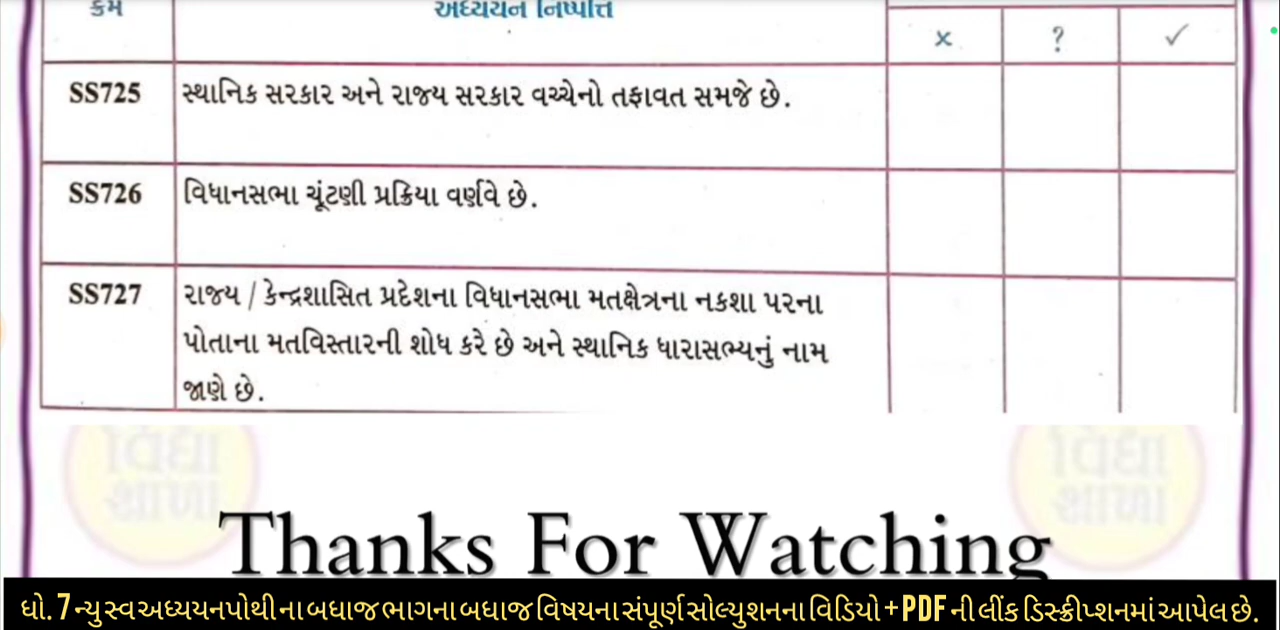 ક્રમ અધ્યયન નિષ્પત્તિ
× ? ✓
SS725 સ્થાનિક સરકાર અને રાજ્ય સરકાર વચ્ચેનો તફાવત સમજે છે.
SS726 વિધાનસભા ચૂંટણી પ્રક્રિયા વર્ણવે છે.
SS727 રાજ્ય / કેન્દ્રશાસિત પ્રદેશના વિધાનસભા મતક્ષેત્રના નકશા પરના
પોતાના મતવિસ્તારની શોધ કરે છે અને સ્થાનિક ધારાસભ્યનું નામ
જાણે છે.
વિદ્યા વિદ્યા
શાળા શાળા
Thanks For Watching
ધો. 7 ન્યુ સ્વઅધ્યયનપોથી ના બધાજ ભાગના બધાજ વિષયના સંપૂર્ણ સોલ્યુશનના વિડિયો + PDF ની લીંક ડિસ્ક્રીપ્શનમાં આપેલ છે.